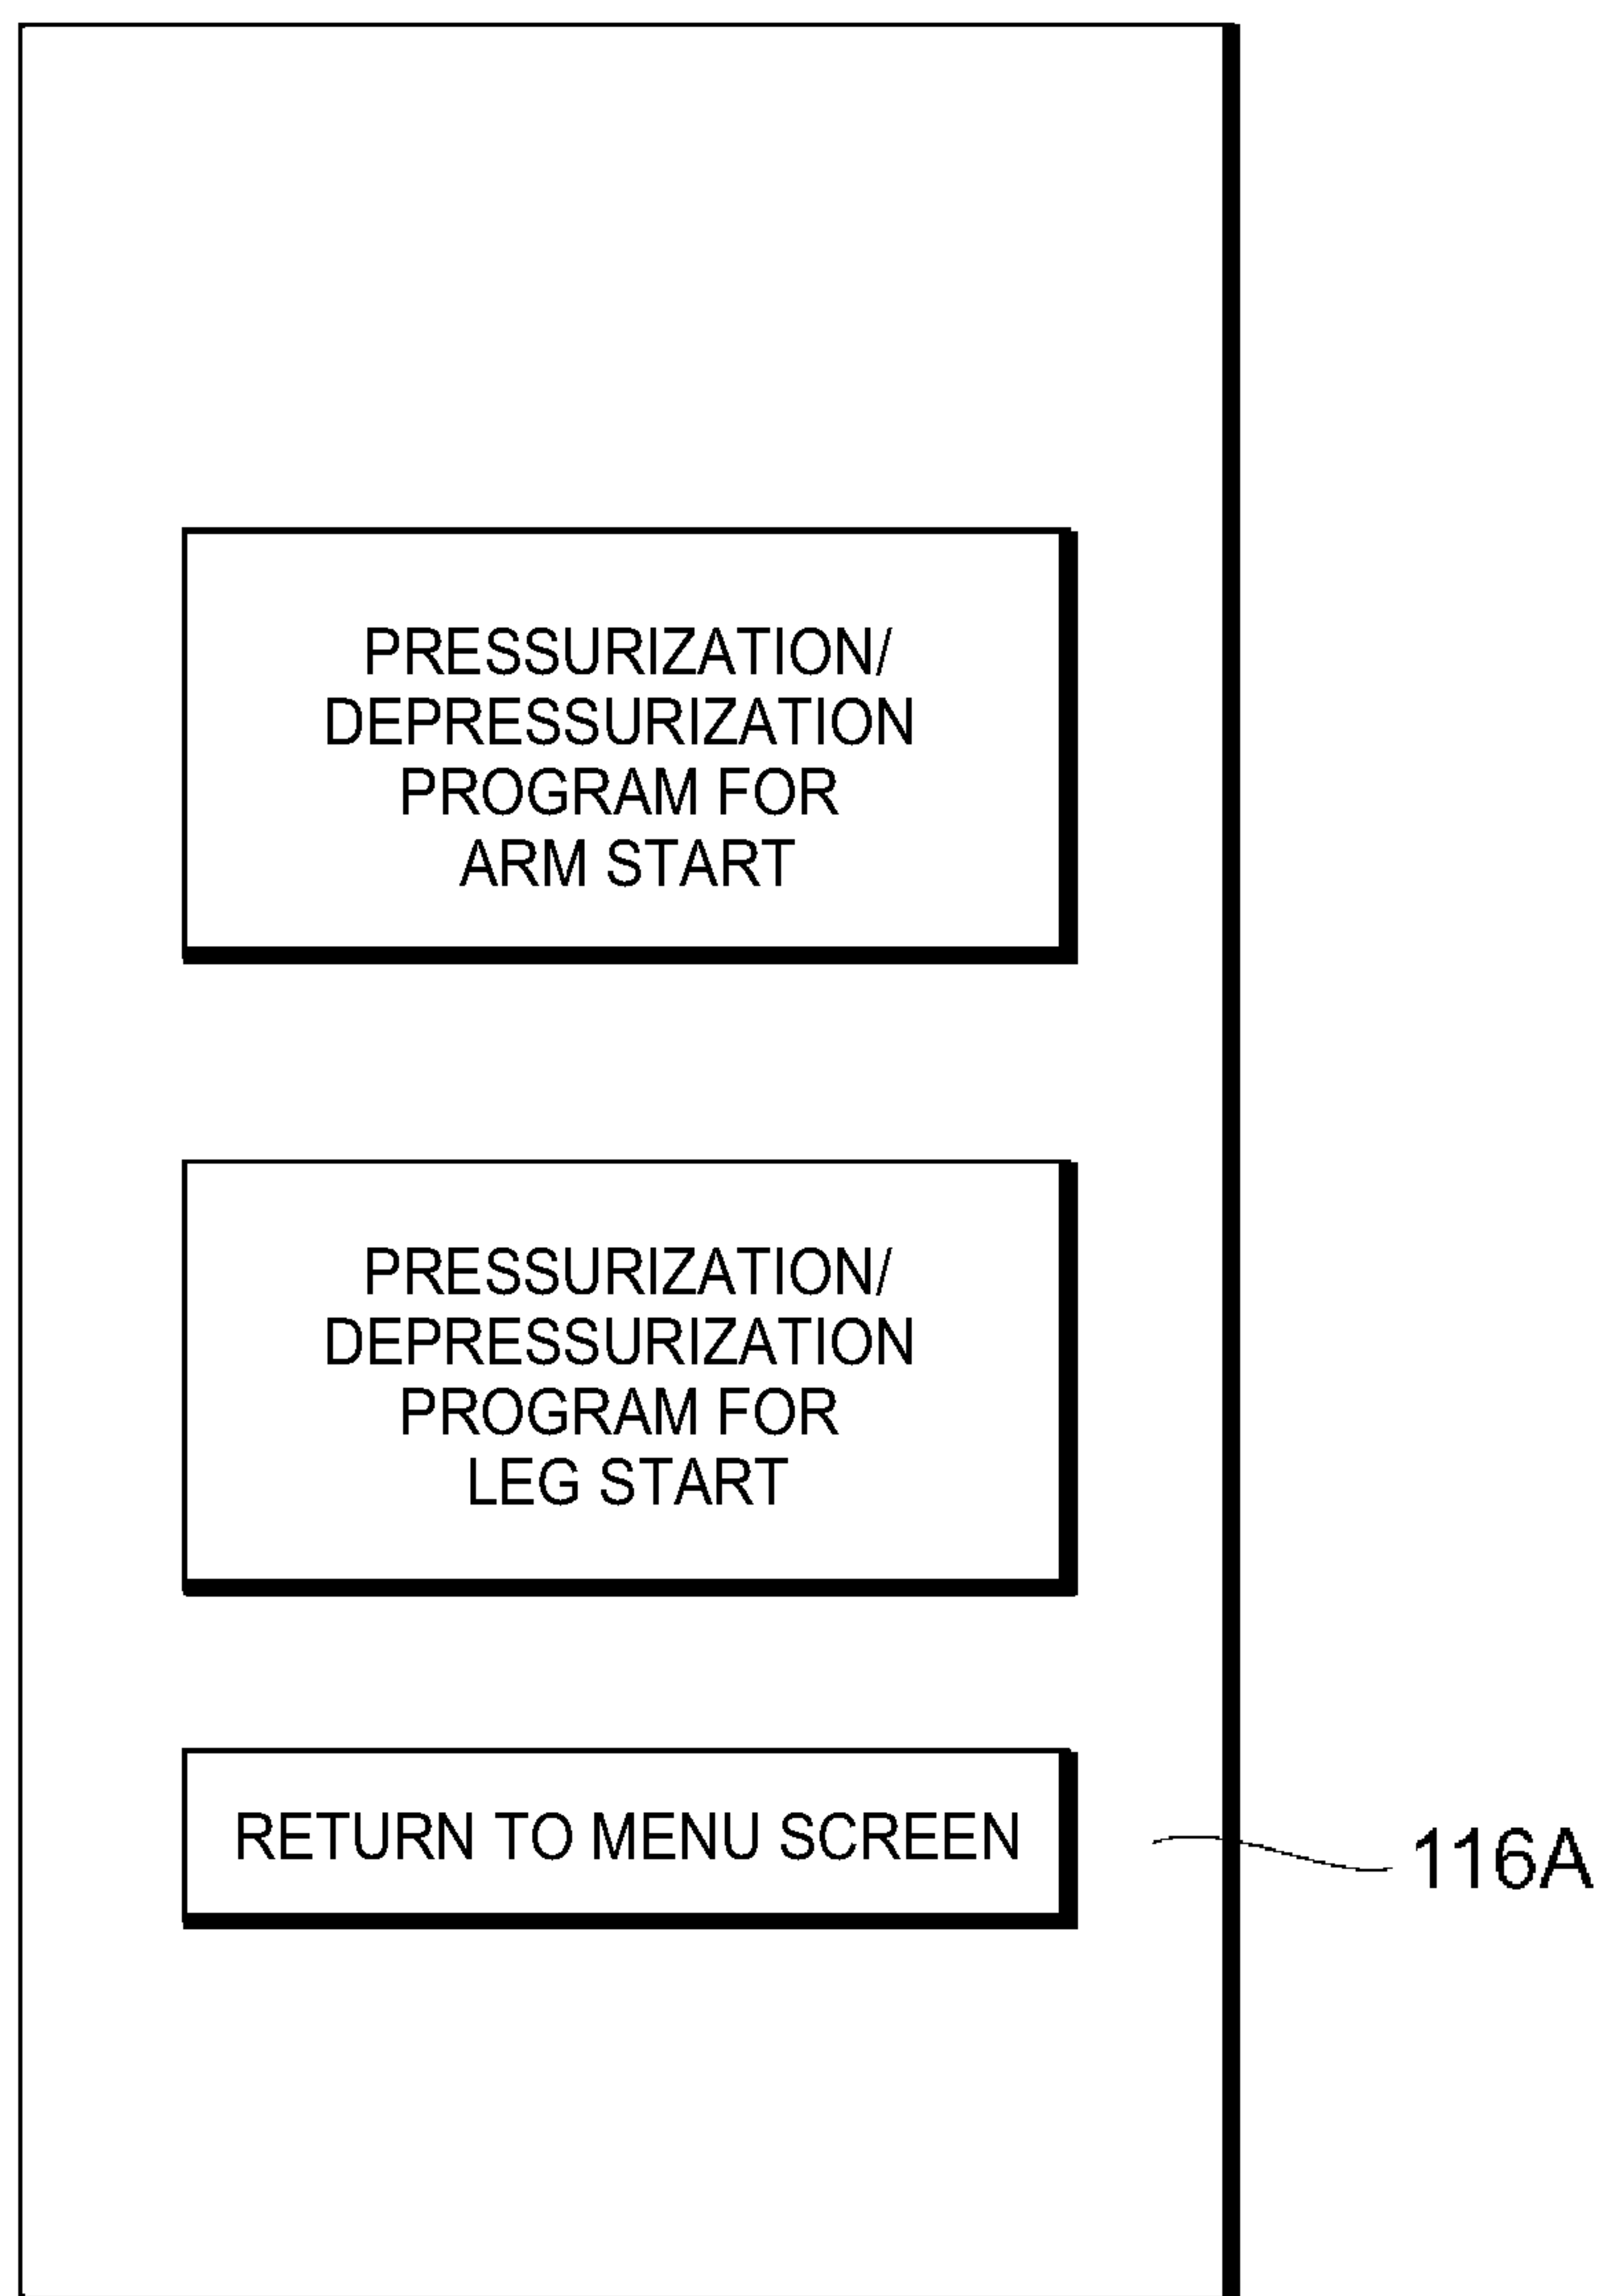 PRESSURIZATION/
DEPRESSURIZATION
PROGRAM FOR
ARM START
PRESSURIZATION/
DEPRESSURIZATION
PROGRAM FOR
LEG START
RETURN TO MENU SCREEN
116A